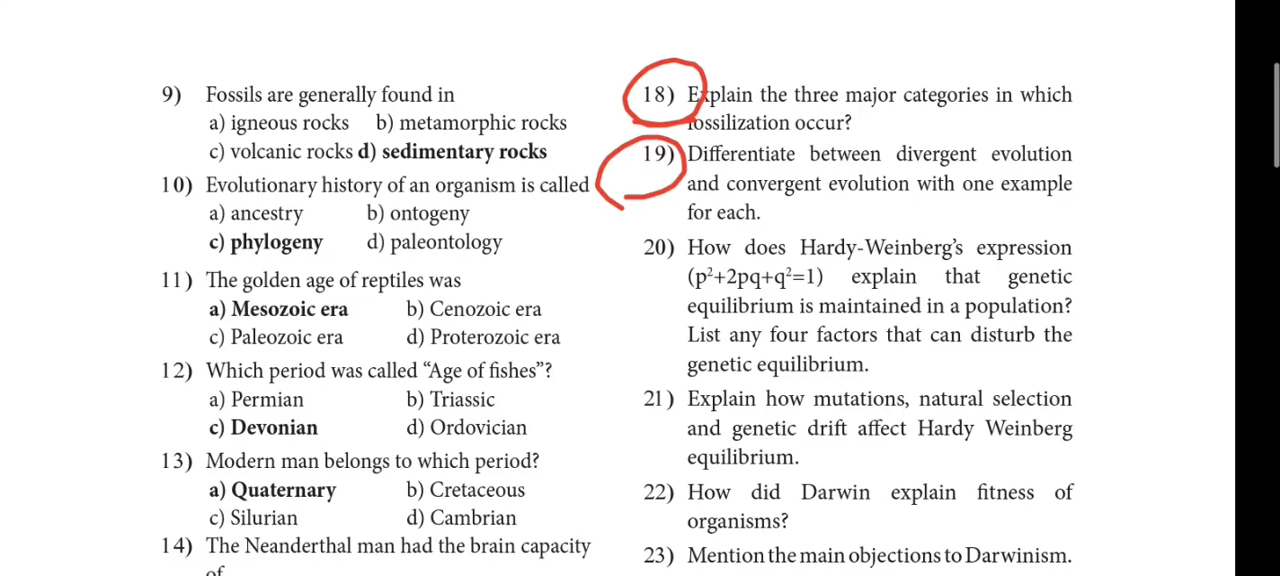 9) Fossils are generally found in
a) igneous rocks b) metamorphic rocks
c) volcanic rocks d) sedimentary rocks
10) Evolutionary history of an organism is called
a) ancestry b) ontogeny
c) phylogeny d) paleontology
11) The golden age of reptiles was
a) Mesozoic era b) Cenozoic era
c) Paleozoic era d) Proterozoic era
12) Which period was called “Age of fishes”?
a) Permian b) Triassic
c) Devonian d) Ordovician
13) Modern man belongs to which period?
a) Quaternary b) Cretaceous
c) Silurian d) Cambrian
14) The Neanderthal man had the brain capacity
of
18) Explain the three major categories in which
fossilization occur?
19) Differentiate between divergent evolution
and convergent evolution with one example
for each.
20) How does Hardy-Weinberg’s expression
(p²+2pq+q²=1) explain that genetic
equilibrium is maintained in a population?
List any four factors that can disturb the
genetic equilibrium.
21) Explain how mutations, natural selection
and genetic drift affect Hardy Weinberg
equilibrium.
22) How did Darwin explain fitness of
organisms?
23) Mention the main objections to Darwinism.